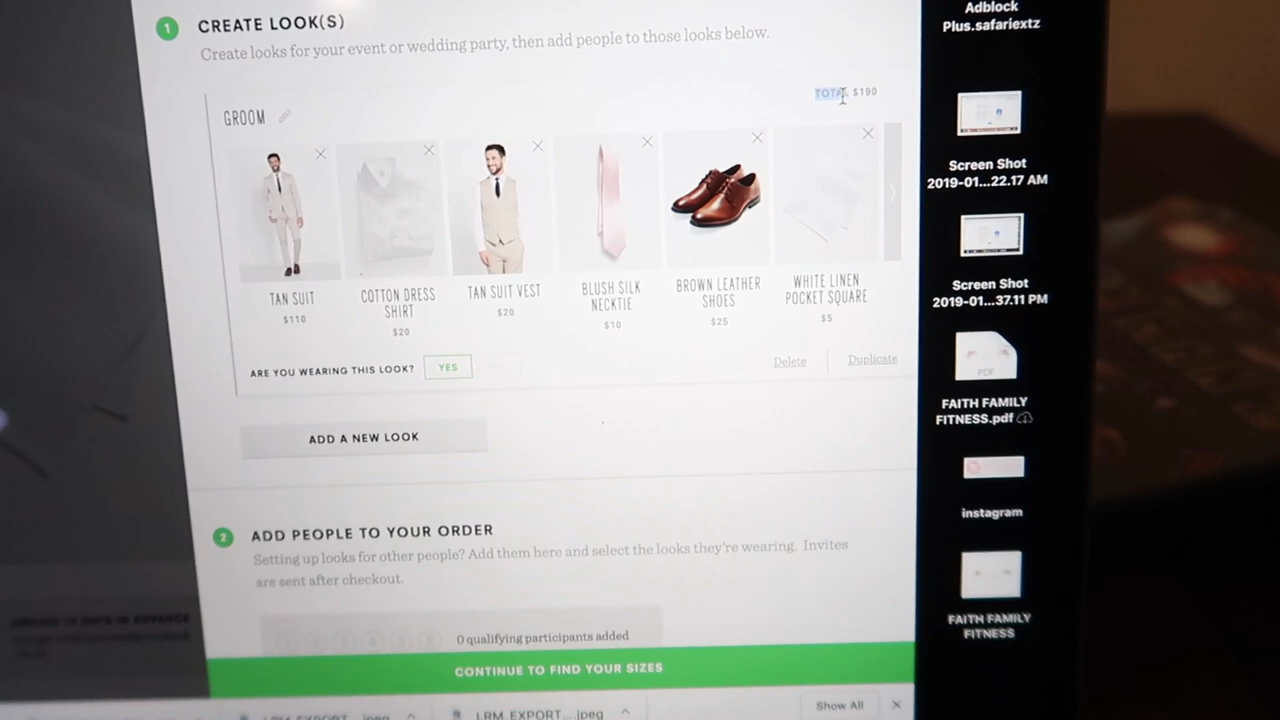 1 CREATE LOOK(S)
Create looks for your event or wedding party, then add people to those looks below.
GROOM
TOTAL $190
TAN SUIT
$110
COTTON DRESS
SHIRT
$20
TAN SUIT VEST
$20
BLUSH SILK
NECKTIE
$10
BROWN LEATHER
SHOES
$25
WHITE LINEN
POCKET SQUARE
$5
ARE YOU WEARING THIS LOOK? YES
Delete Duplicate
ADD A NEW LOOK
2 ADD PEOPLE TO YOUR ORDER
Setting up looks for other people? Add them here and select the looks they're wearing. Invites
are sent after checkout.
0 qualifying participants added
CONTINUE TO FIND YOUR SIZES
LRM_EXPORT....jpeg
LRM_EXPORT....jpeg
Show All
Adblock
Plus.safariextz
Screen Shot
2019-01...22.17 AM
Screen Shot
2019-01...37.11 PM
PDF
FAITH FAMILY
FITNESS.pdf
instagram
FAITH FAMILY
FITNESS